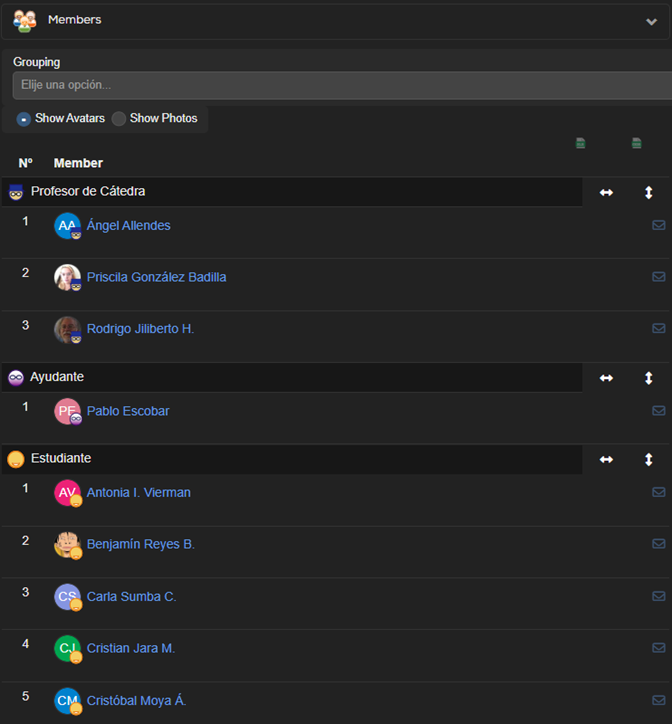 Members
Grouping
Elije una opción...
Show Avatars Show Photos
Nº Member
Profesor de Cátedra
1 AA Ángel Allendes
2 Priscila González Badilla
3 Rodrigo Jiliberto H.
Ayudante
1 PE Pablo Escobar
Estudiante
1 AV Antonia I. Vierman
2 Benjamín Reyes B.
3 CS Carla Sumba C.
4 CJ Cristian Jara M.
5 CM Cristóbal Moya Á.